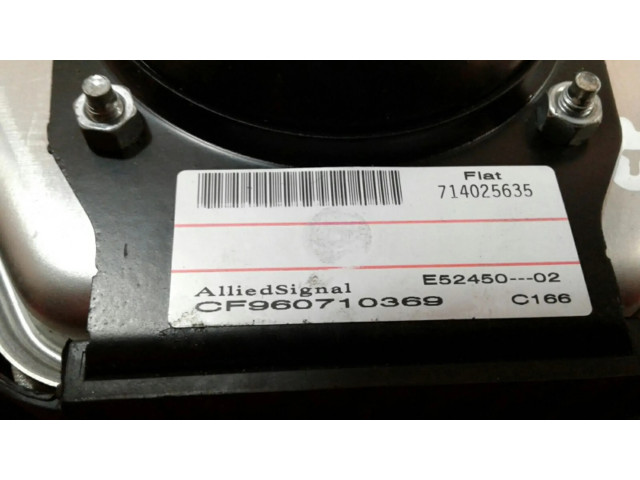 Fiat
714025635
AlliedSignal E52450---02
CF960710369 C166